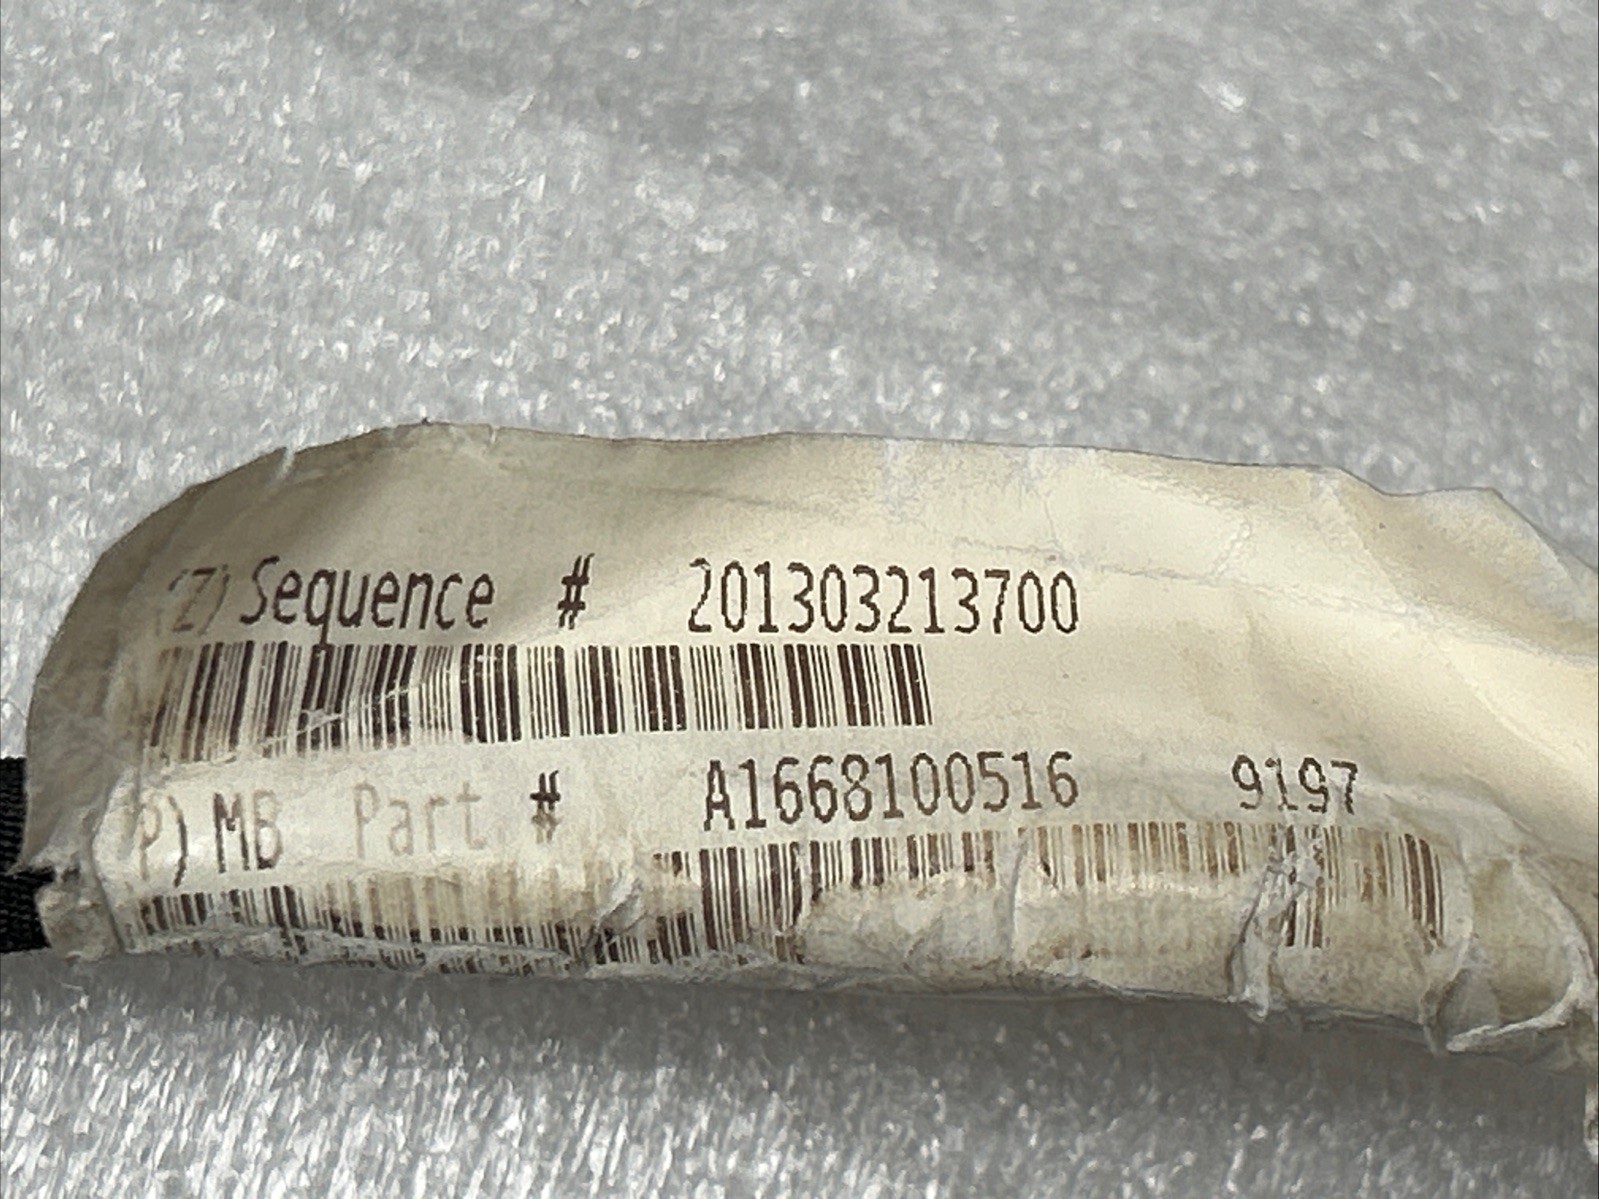 (Z) Sequence # 201303213700
P) MB Part # A1668100516 9197